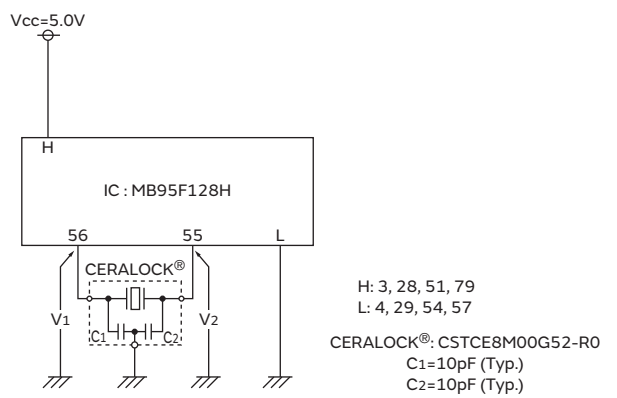 Vcc=5.0V
H
IC : MB95F128H
56 55 L
CERALOCK®
V1 V2
C1 C2
H: 3, 28, 51, 79
L: 4, 29, 54, 57
CERALOCK®: CSTCE8M00G52-R0
C1=10pF (Typ.)
C2=10pF (Typ.)